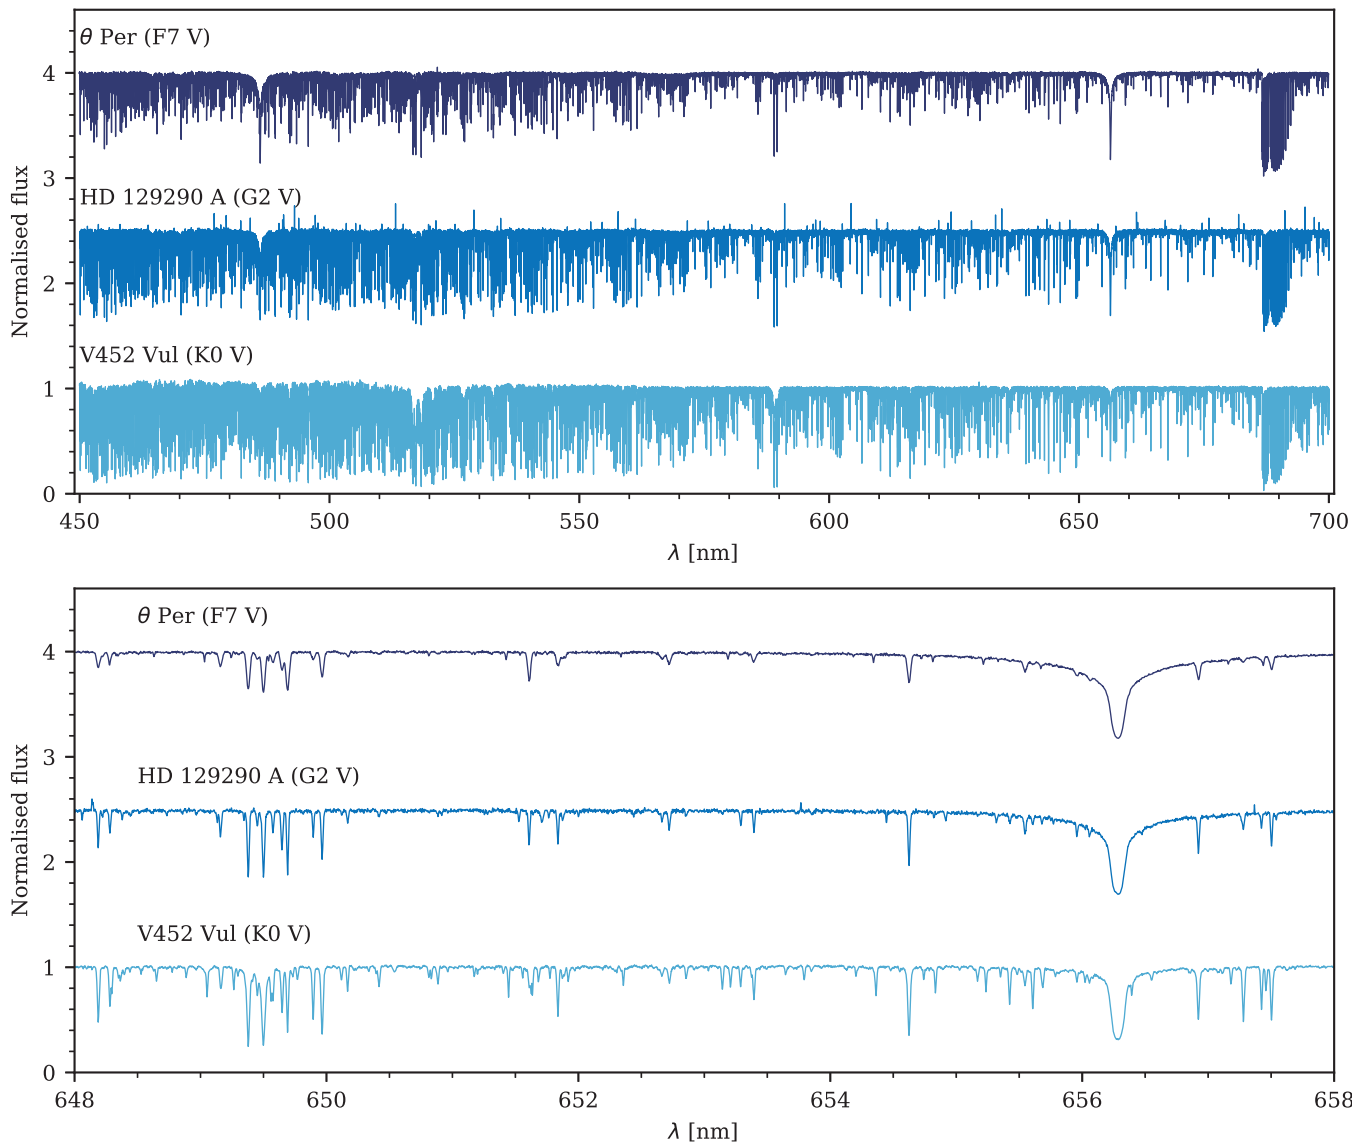 θ Per (F7 V)
4
HD 129290 A (G2 V)
3
2
V452 Vul (K0 V)
1
0
Normalised flux
450 500 550 600 650 700
λ [nm]
θ Per (F7 V)
4
3
HD 129290 A (G2 V)
2
V452 Vul (K0 V)
1
0
Normalised flux
648 650 652 654 656 658
λ [nm]